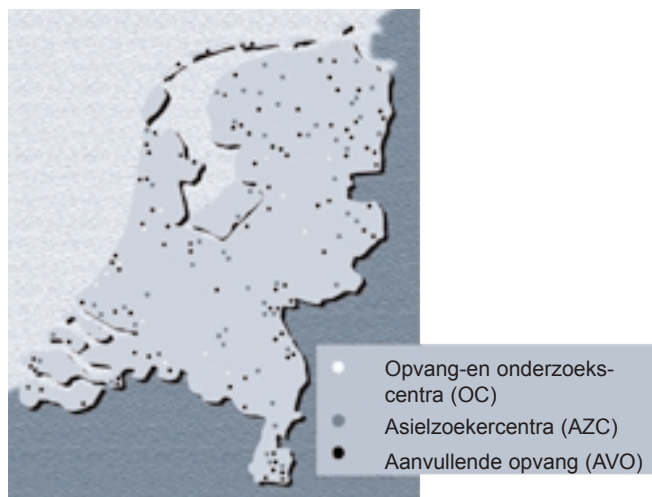 Opvang-en onderzoeks-
centra (OC)
Asielzoekercentra (AZC)
Aanvullende opvang (AVO)